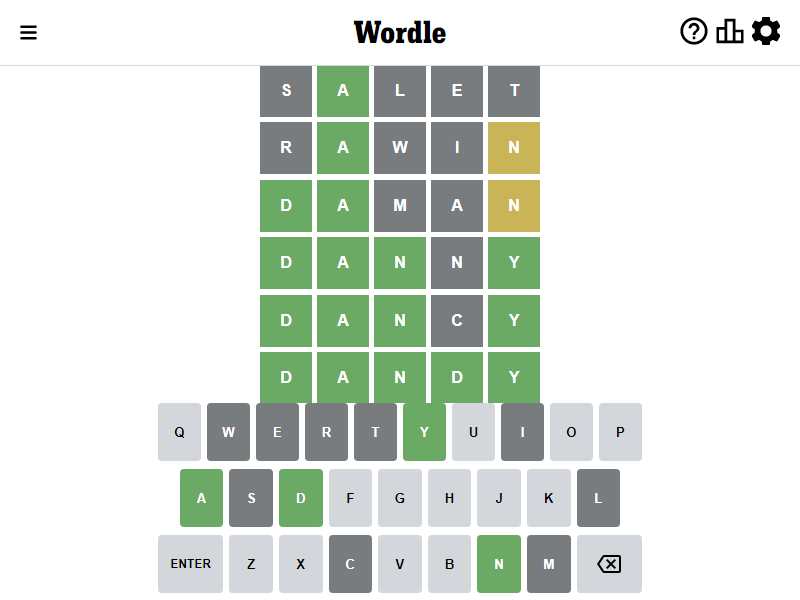 Wordle
S A L E T
R A W I N
D A M A N
D A N N Y
D A N C Y
D A N D Y
Q W E R T Y U I O P
A S D F G H J K L
ENTER Z X C V B N M